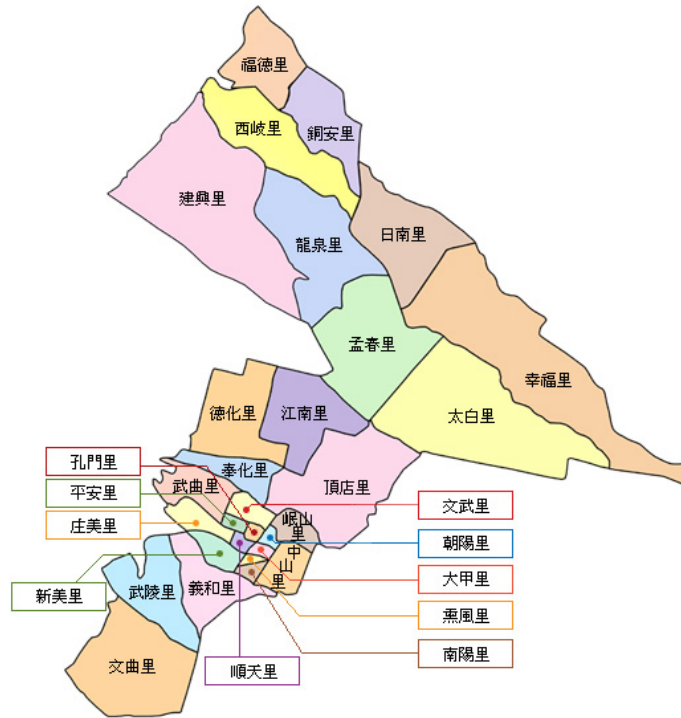 福德里
銅安里
西岐里
建興里
日南里
龍泉里
孟春里
幸福里
太白里
德化里
江南里
頂店里
奉化里
孔門里
武曲里
平安里
文武里
岷山里
庄美里
朝陽里
中山里
大甲里
武陵里
義和里
新美里
熏風里
南陽里
順天里
文曲里